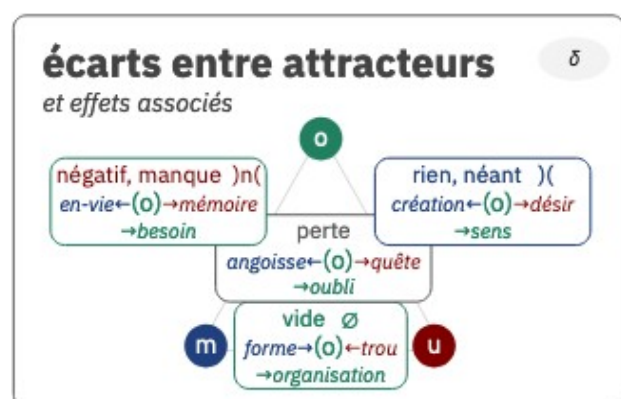 écarts entre attracteurs
δ
et effets associés
o
négatif, manque )n(
en-vie←(o)→mémoire
→besoin
rien, néant )(
création←(o)→désir
→sens
perte
angoisse←(o)→quête
→oubli
m
vide Ø
forme→(o)←trou
→organisation
u